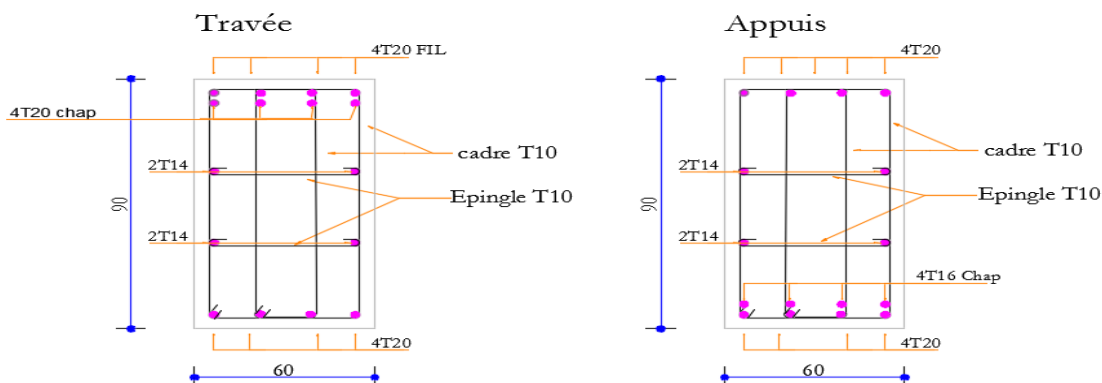 Travée
4T20 FIL
4T20 chap
cadre T10
2T14
Epingle T10
90
2T14
4T20
60
Appuis
4T20
cadre T10
2T14
Epingle T10
90
2T14
4T16 Chap
4T20
60